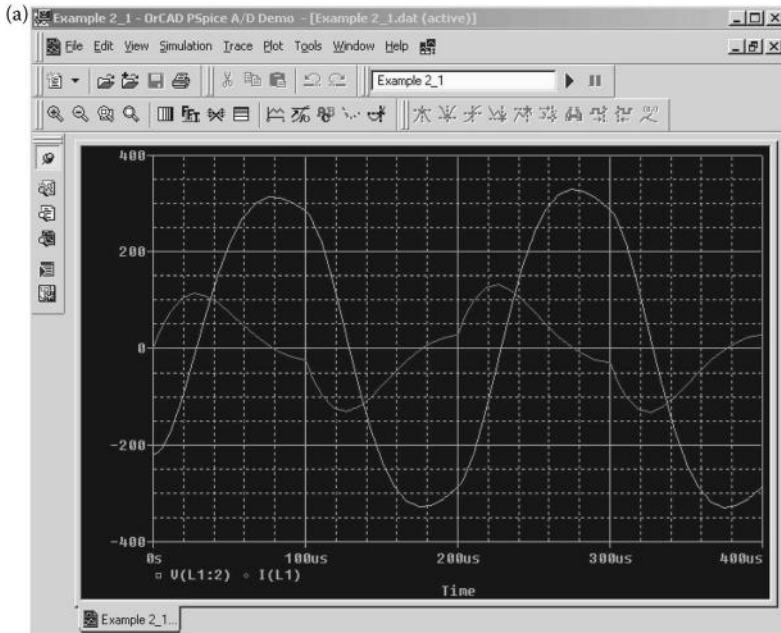 (a)
Example 2_1 - OrCAD PSpice A/D Demo - [Example 2_1.dat (active)]
File Edit View Simulation Trace Plot Tools Window Help
Example 2_1
FFT
400
200
0
-200
-400
0s 100us 200us 300us 400us
V(L1:2) I(L1)
Time
Example 2_1...